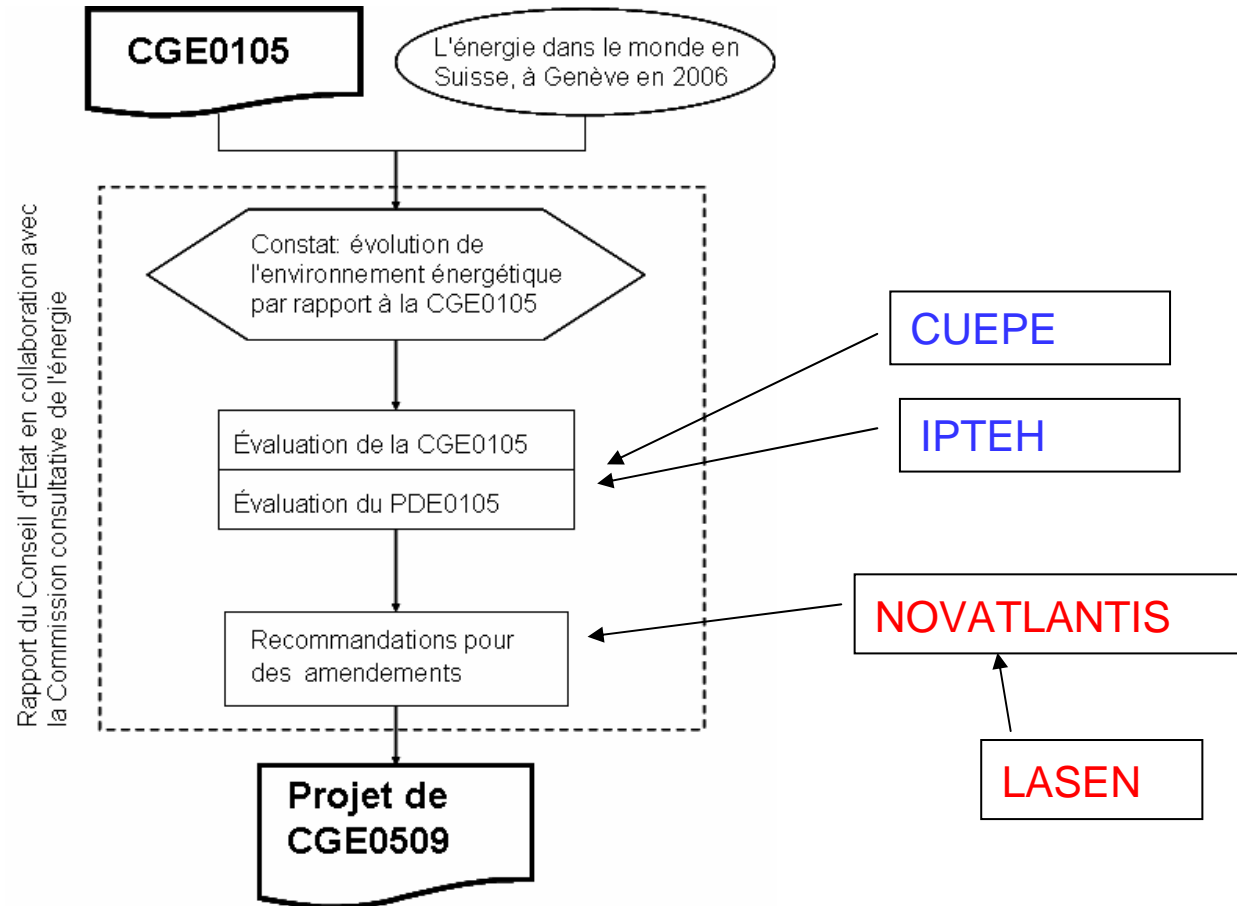 CGE0105
L'énergie dans le monde en
Suisse, à Genève en 2006
Rapport du Conseil d'Etat en collaboration avec
la Commission consultative de l'énergie
Constat: évolution de
l'environnement énergétique
par rapport à la CGE0105
Évaluation de la CGE0105
Évaluation du PDE0105
CUEPE
IPTEH
Recommandations pour
des amendements
NOVATLANTIS
LASEN
Projet de
CGE0509